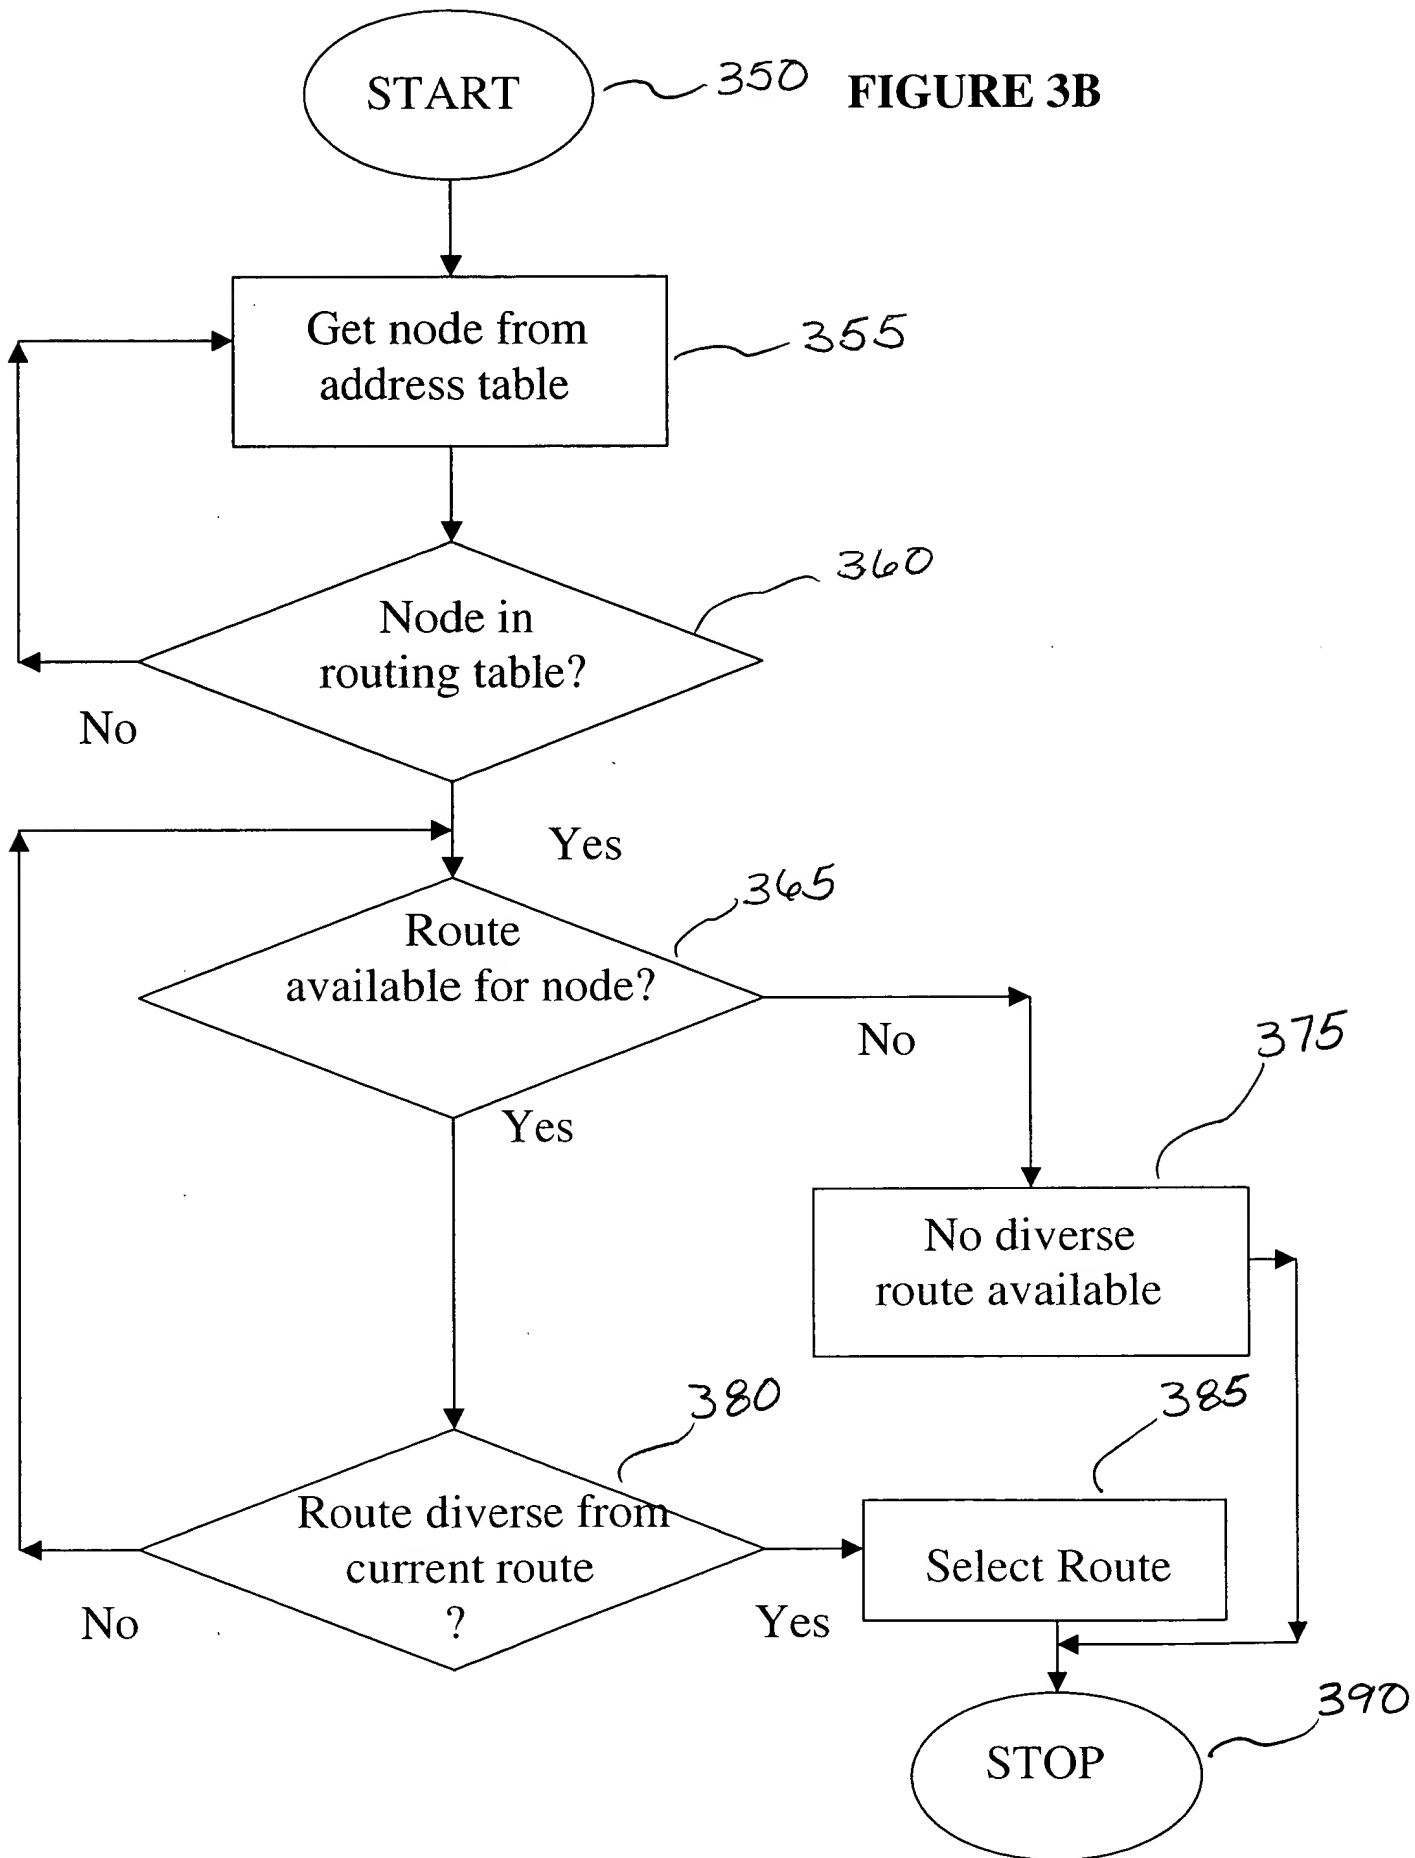 START
350
FIGURE 3B
Get node from
address table
355
360
Node in
routing table?
No
Yes
365
Route
available for node?
No
375
Yes
No diverse
route available
380
385
Route diverse from
current route
?
Select Route
No
Yes
390
STOP